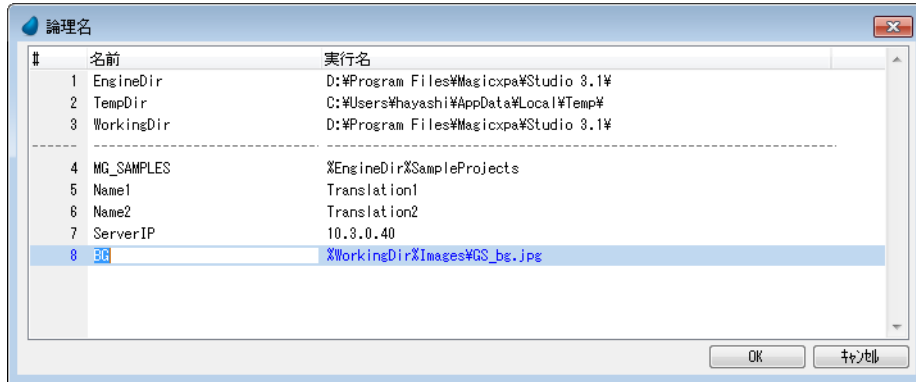 論理名
# 名前 実行名
1 EngineDir D:¥Program Files¥Magicxpa¥Studio 3.1¥
2 TempDir C:¥Users¥hayashi¥AppData¥Local¥Temp¥
3 WorkingDir D:¥Program Files¥Magicxpa¥Studio 3.1¥
4 MG_SAMPLES %EngineDir%SampleProjects
5 Name1 Translation1
6 Name2 Translation2
7 ServerIP 10.3.0.40
8 BG %WorkingDir%Images¥GS_bg.jpg
OK キャンセル